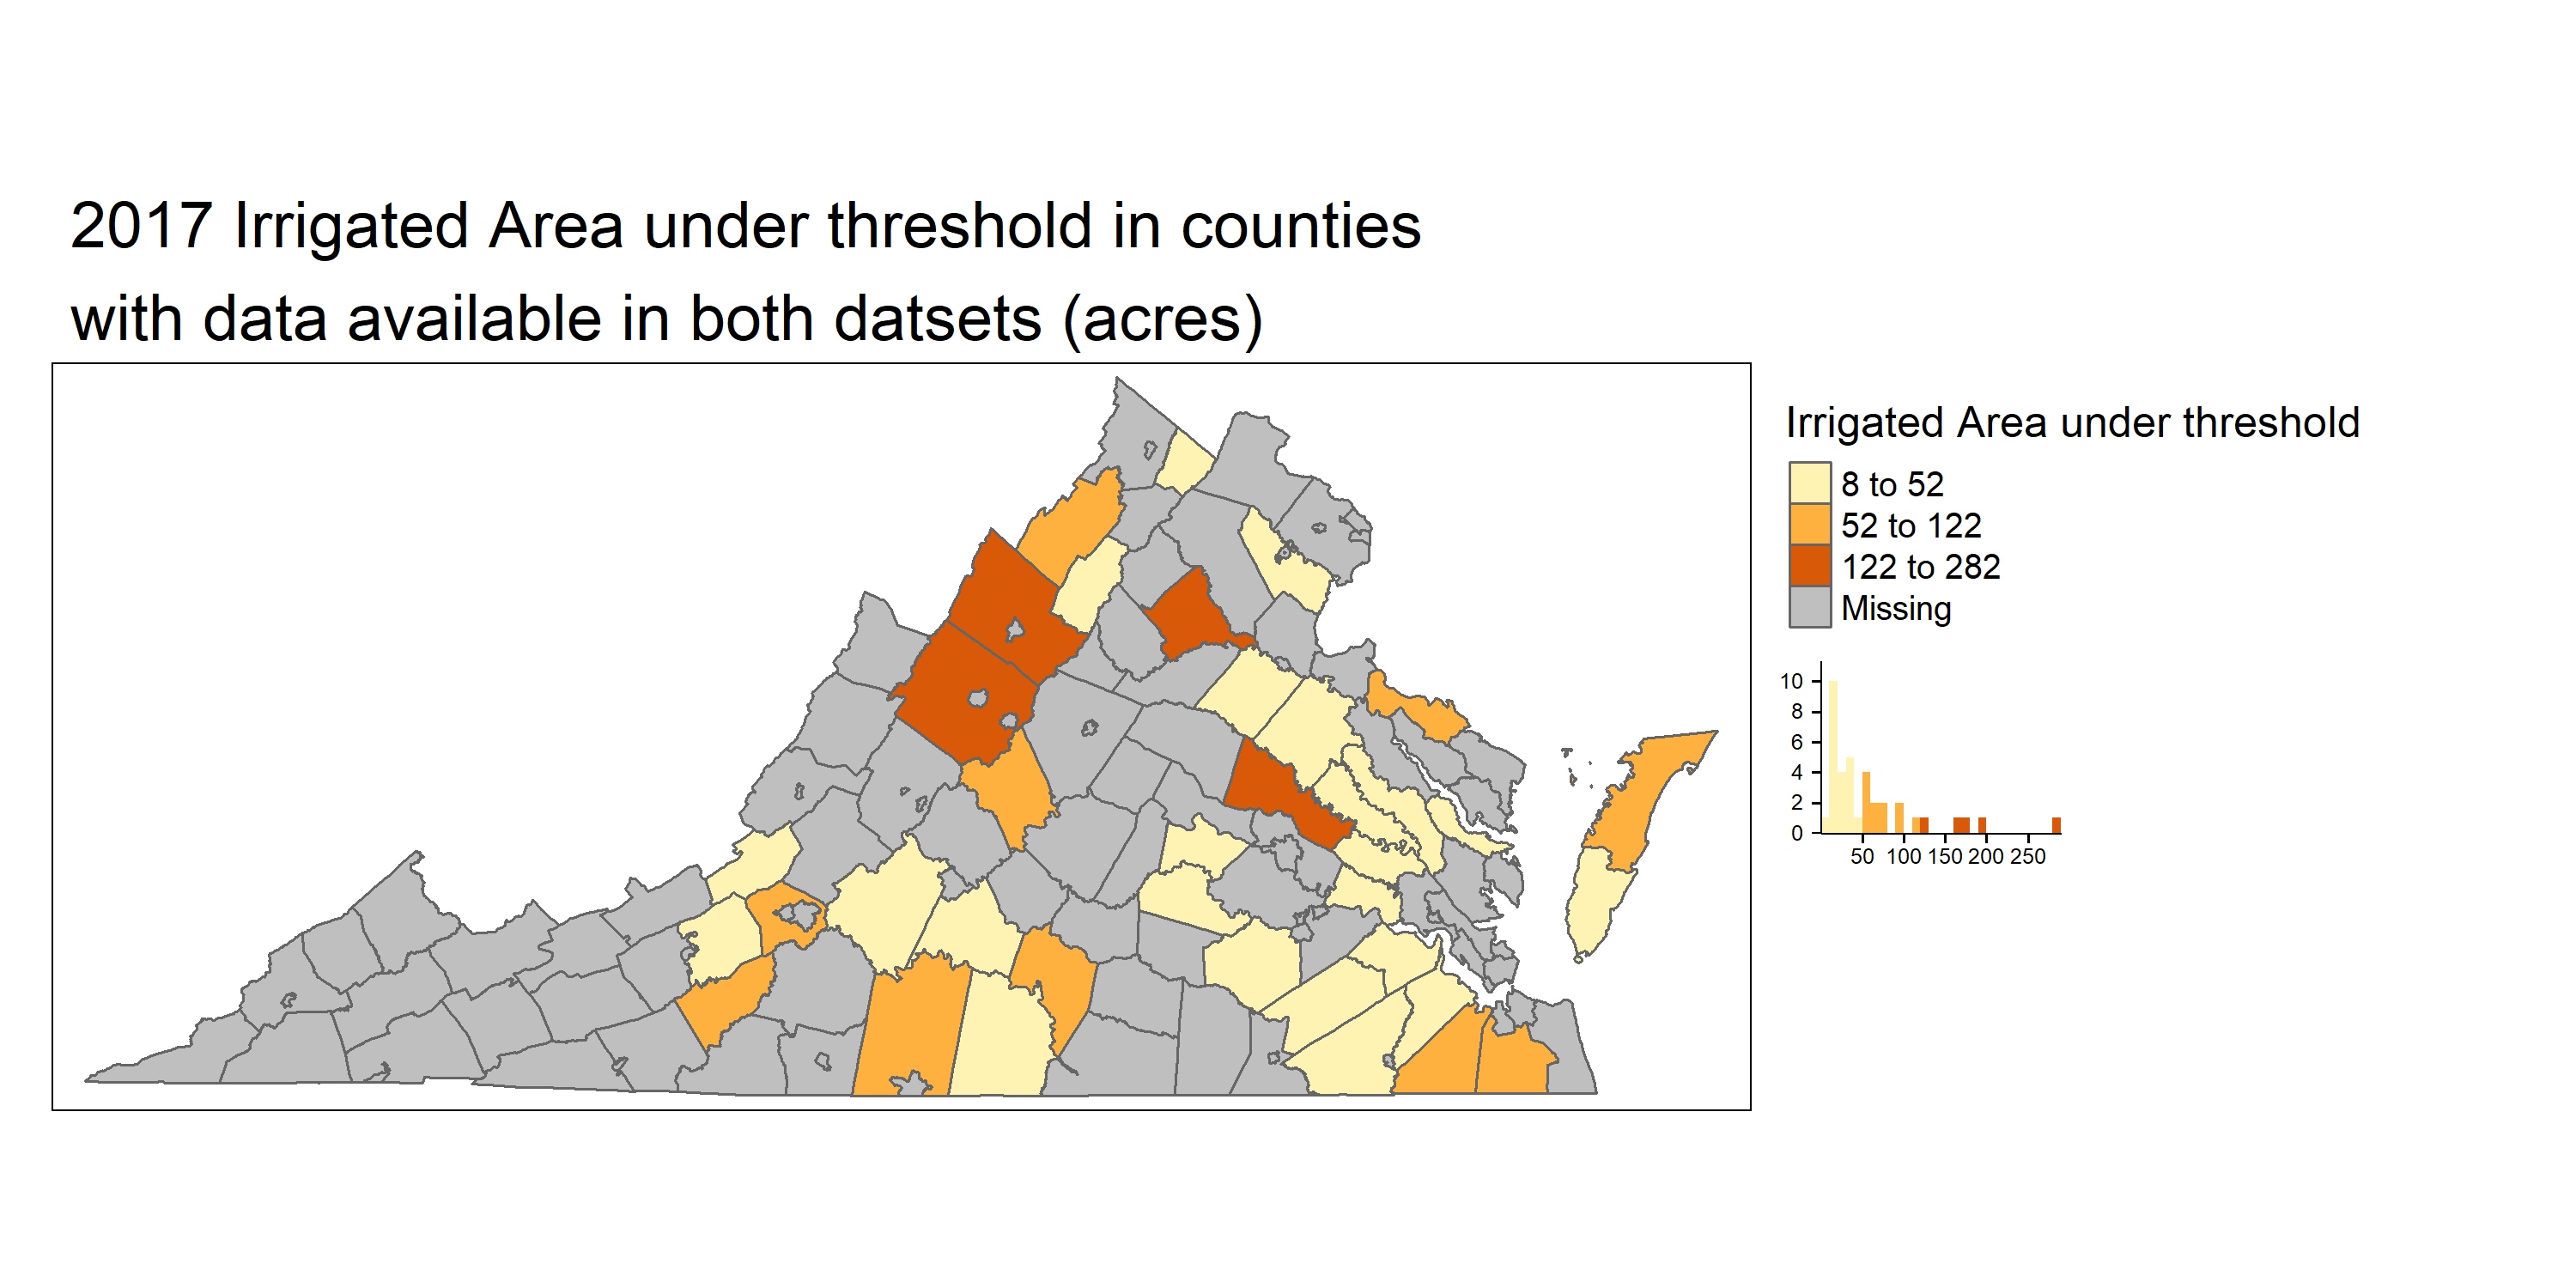 2017 Irrigated Area under threshold in counties
with data available in both datsets (acres)
Irrigated Area under threshold
8 to 52
52 to 122
122 to 282
Missing
10
8
6
4
2
0
50 100 150 200 250